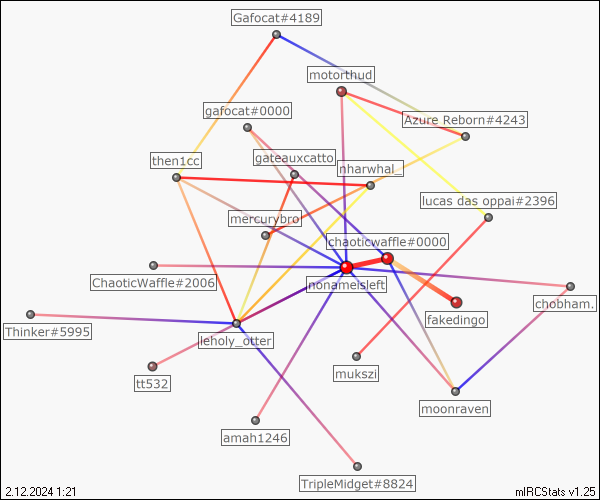 Gafocat#4189
motorthud
gafocat#0000
Azure Reborn#4243
then1cc
gateauxcatto
nharwhal_
lucas das oppai#2396
mercurybro
chaoticwaffle#0000
ChaoticWaffle#2006
nonameisleft
chobham.
Thinker#5995
fakedingo
leholy_otter
tt532
mukszi
moonraven
amah1246
TripleMidget#8824
2.12.2024 1:21
mIRCStats v1.25